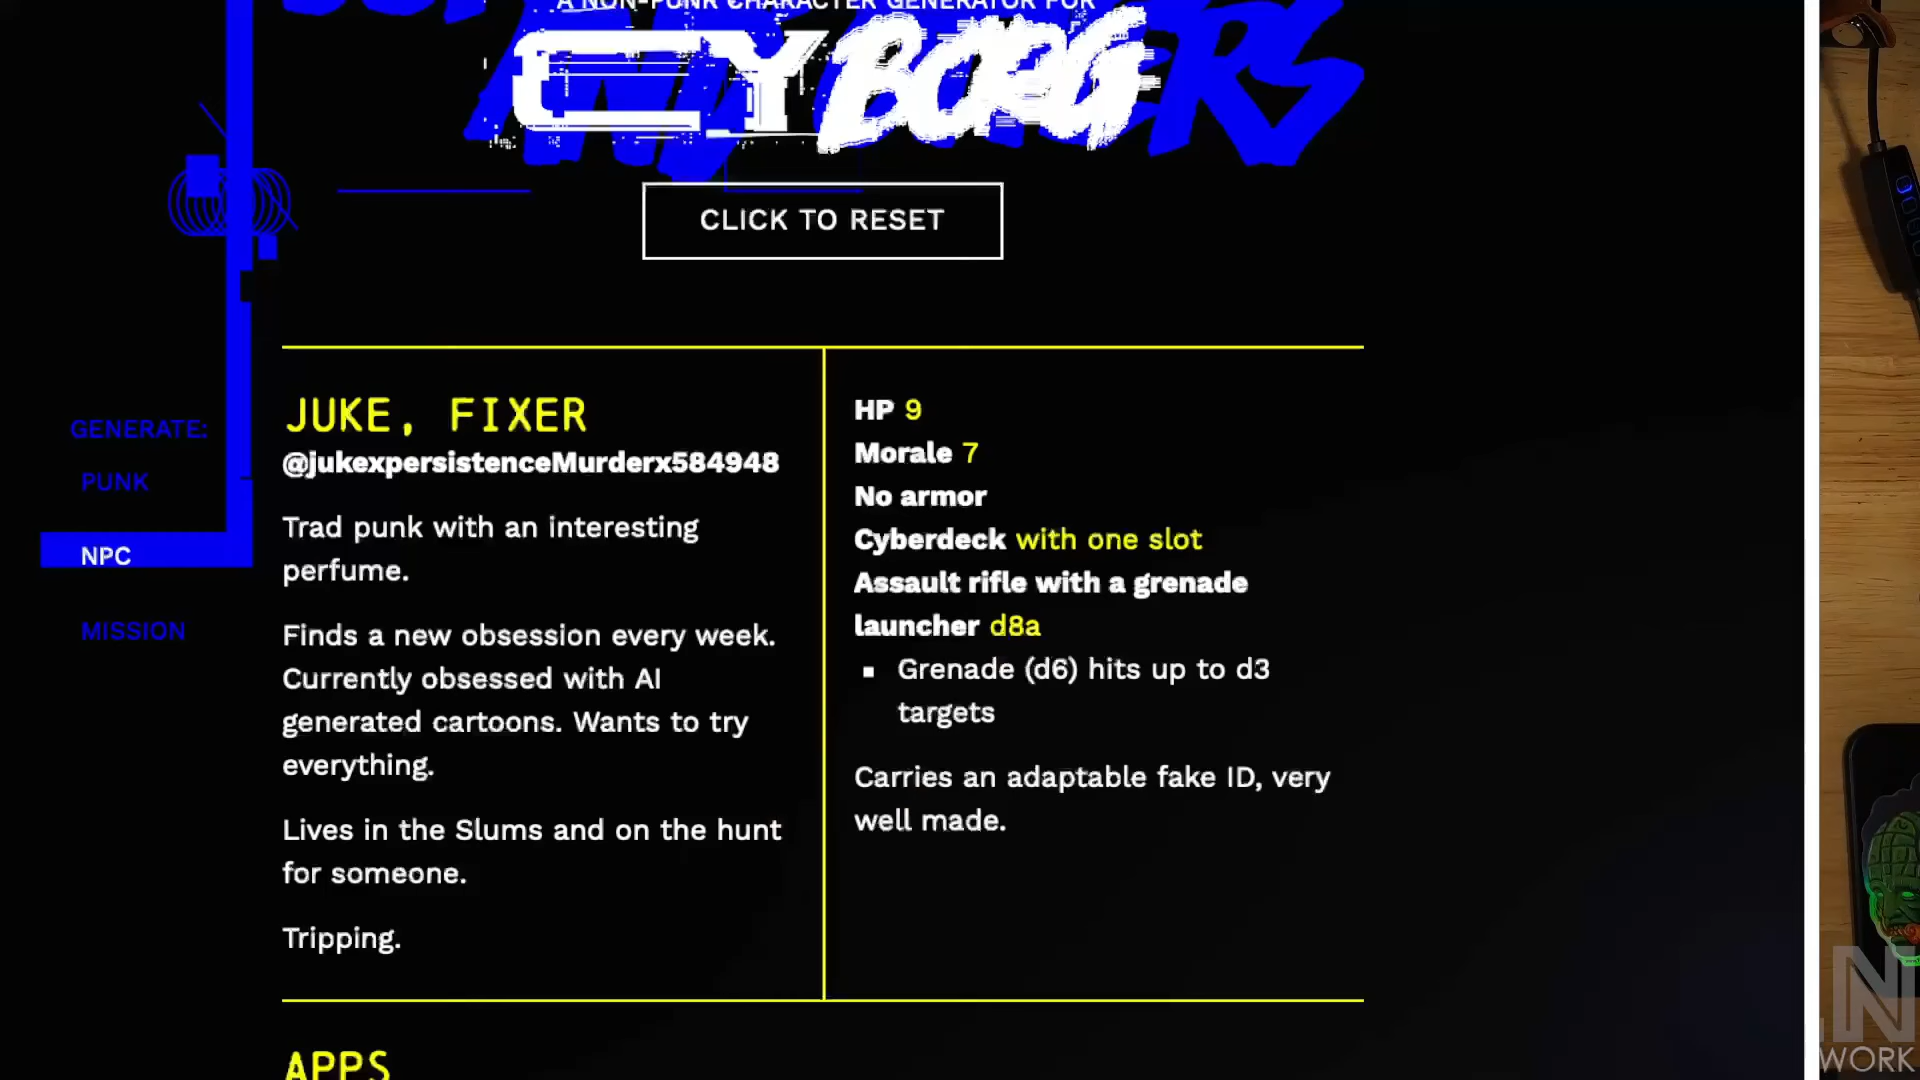 A NON-PUNK CHARACTER GENERATOR FOR
CY BORG
CLICK TO RESET
GENERATE:
PUNK
NPC
MISSION
JUKE, FIXER
@jukexpersistenceMurderx584948
Trad punk with an interesting
perfume.
Finds a new obsession every week.
Currently obsessed with AI
generated cartoons. Wants to try
everything.
Lives in the Slums and on the hunt
for someone.
Tripping.
HP 9
Morale 7
No armor
Cyberdeck with one slot
Assault rifle with a grenade
launcher d8a
▪ Grenade (d6) hits up to d3
targets
Carries an adaptable fake ID, very
well made.
APPS
WORK